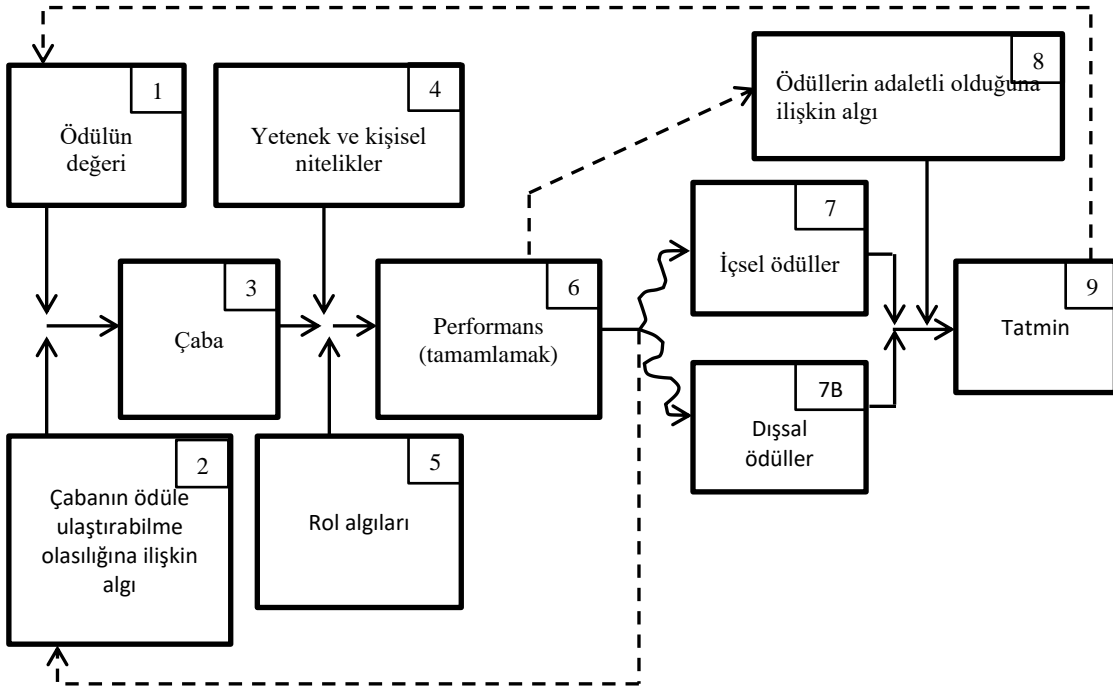 1
Ödülün
değeri
4
Yetenek ve kişisel
nitelikler
8
Ödüllerin adaletli olduğuna
ilişkin algı
3
Çaba
6
Performans
(tamamlamak)
7
İçsel ödüller
9
Tatmin
2
Çabanın ödüle
ulaştırabilme
olasılığına ilişkin
algı
5
Rol algıları
7B
Dışsal
ödüller